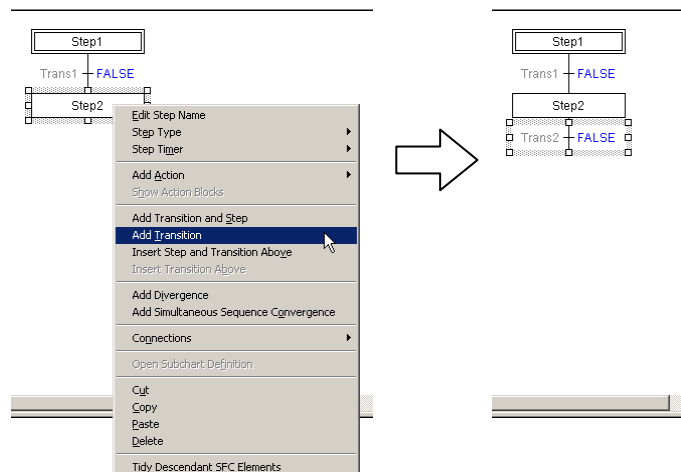 Step1
Trans1 FALSE
Step2
Edit Step Name
Step Type
Step Timer
Add Action
Show Action Blocks
Add Transition and Step
Add Transition
Insert Step and Transition Above
Insert Transition Above
Add Divergence
Add Simultaneous Sequence Convergence
Connections
Open Subchart Definition
Cut
Copy
Paste
Delete
Tidy Descendant SFC Elements
Step1
Trans1 FALSE
Step2
Trans2 FALSE